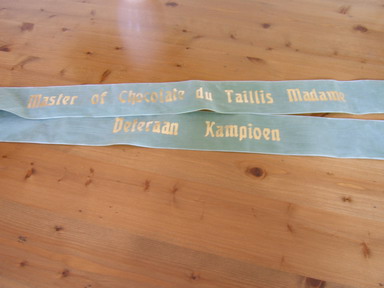 Master of Chocolate du Taillis Madame
Veteraan Kampioen